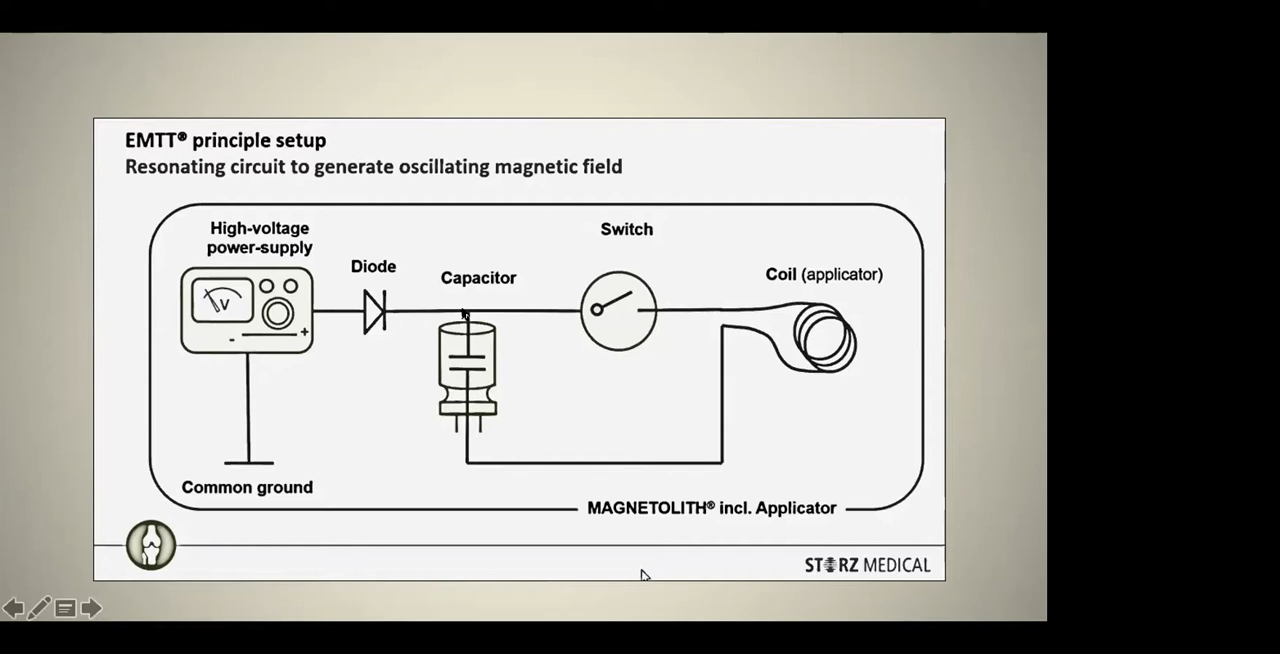 EMTT® principle setup
Resonating circuit to generate oscillating magnetic field
High-voltage
power-supply
Diode
Capacitor
Switch
Coil (applicator)
V
- +
Common ground
MAGNETOLITH® incl. Applicator
STORZ MEDICAL